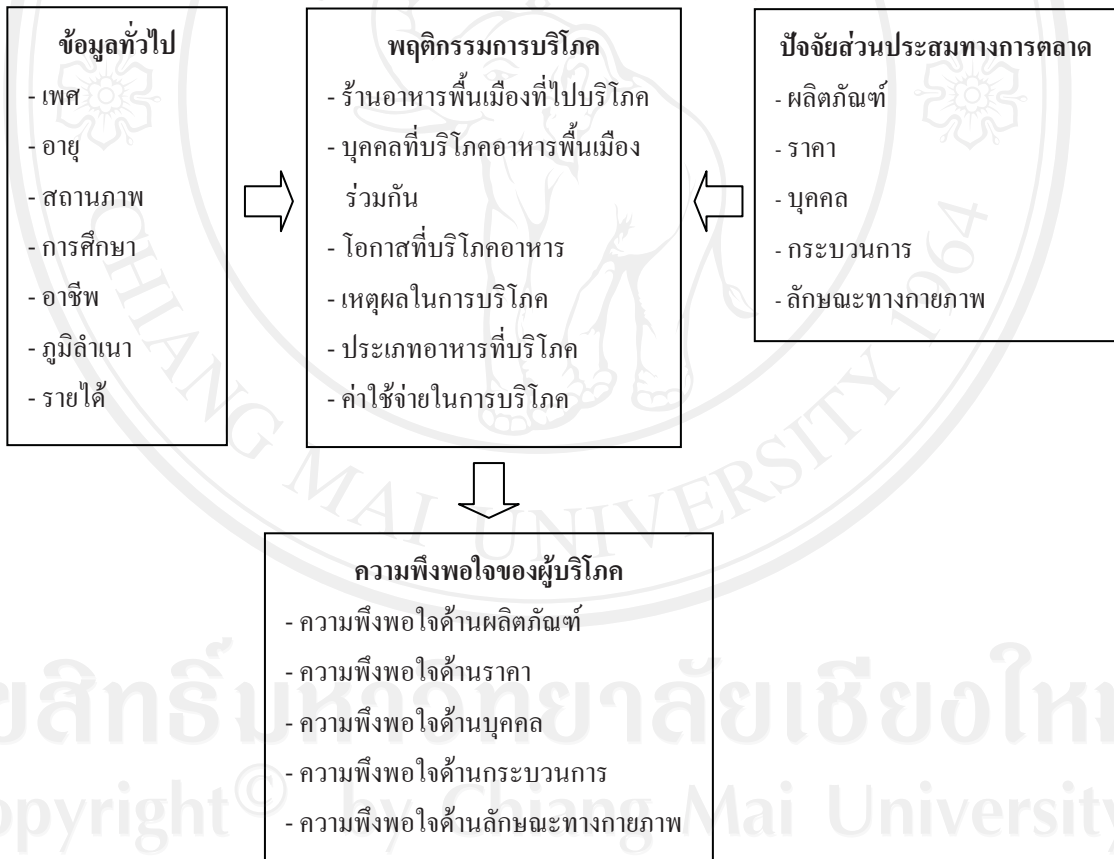 ข้อมูลทั่วไป
- เพศ
- อายุ
- สถานภาพ
- การศึกษา
- อาชีพ
- ภูมิลำเนา
- รายได้
พฤติกรรมการบริโภค
- ร้านอาหารพื้นเมืองที่ไปบริโภค
- บุคคลที่บริโภคอาหารพื้นเมือง
ร่วมกัน
- โอกาสที่บริโภคอาหาร
- เหตุผลในการบริโภค
- ประเภทอาหารที่บริโภค
- ค่าใช้จ่ายในการบริโภค
ปัจจัยส่วนประสมทางการตลาด
- ผลิตภัณฑ์
- ราคา
- บุคคล
- กระบวนการ
- ลักษณะทางกายภาพ
ความพึงพอใจของผู้บริโภค
- ความพึงพอใจด้านผลิตภัณฑ์
- ความพึงพอใจด้านราคา
- ความพึงพอใจด้านบุคคล
- ความพึงพอใจด้านกระบวนการ
- ความพึงพอใจด้านลักษณะทางกายภาพ
CHIANG MAI UNIVERSITY 1964
ยสิทธิ์มหาวิทยาลัยเชียงใหม
opyright © by Chiang Mai University